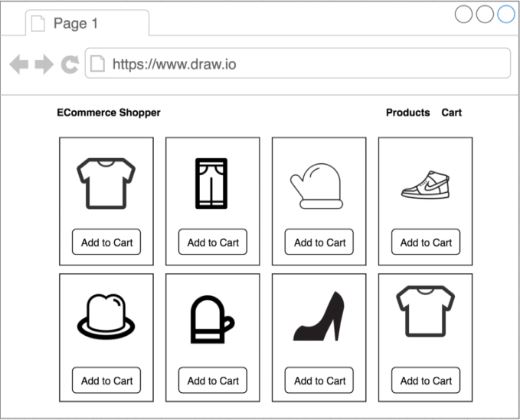 Page 1
https://www.draw.io
ECommerce Shopper Products Cart
Add to Cart Add to Cart Add to Cart Add to Cart
Add to Cart Add to Cart Add to Cart Add to Cart